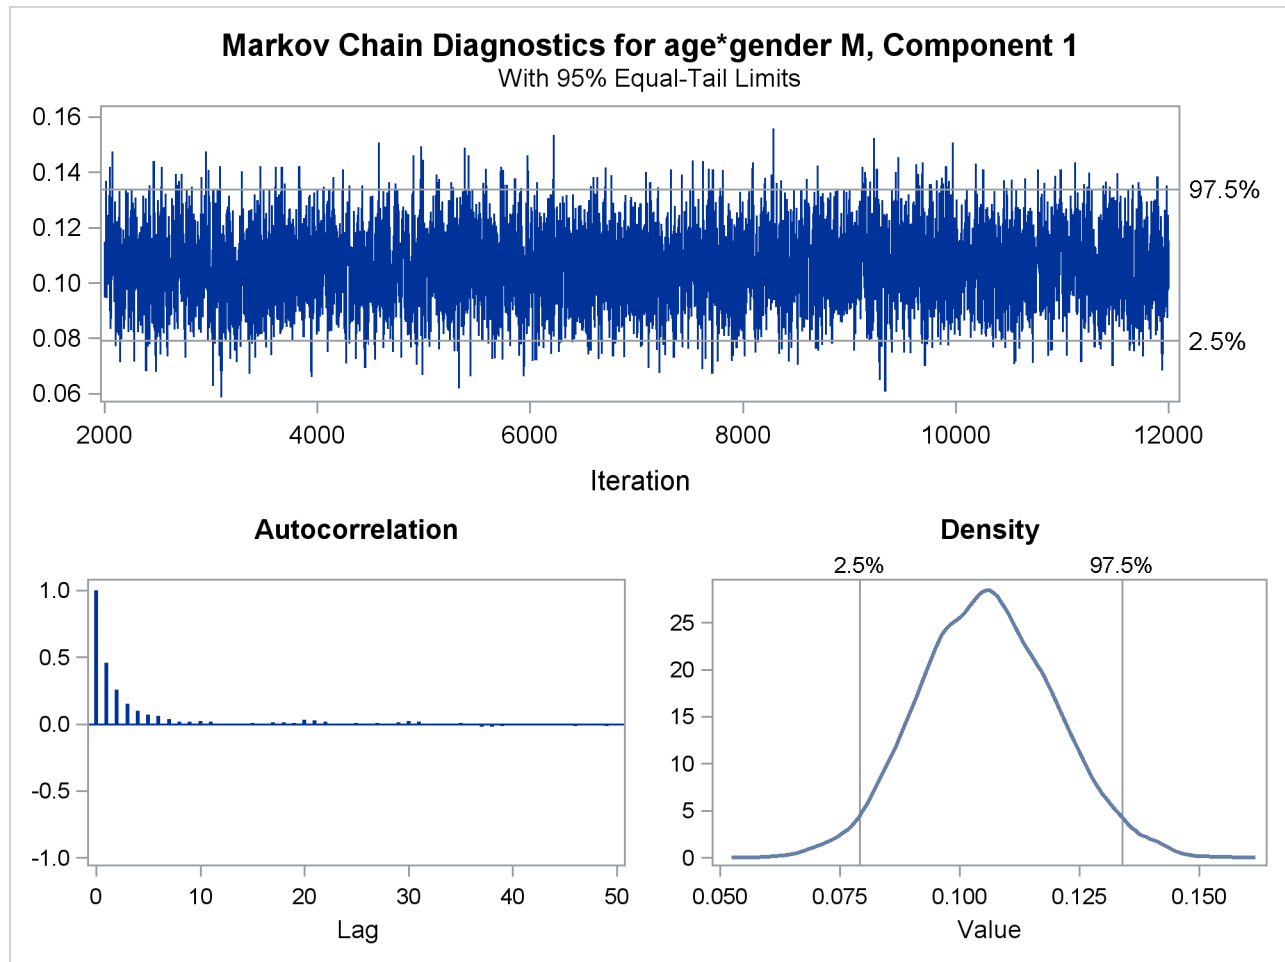 Markov Chain Diagnostics for age*gender M, Component 1
With 95% Equal-Tail Limits
0.16
0.14
0.12
0.10
0.08
0.06
97.5%
2.5%
2000 4000 6000 8000 10000 12000
Iteration
Autocorrelation
1.0
0.5
0.0
-0.5
-1.0
0 10 20 30 40 50
Lag
Density
2.5% 97.5%
25
20
15
10
5
0
0.050 0.075 0.100 0.125 0.150
Value